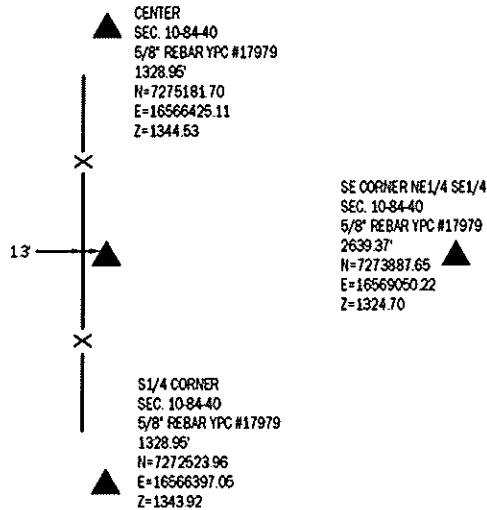 CENTER
SEC. 10-84-40
5/8" REBAR YPC #17979
1328.95'
N=7275181.70
E=16566425.11
Z=1344.53
13'
SE CORNER NE1/4 SE1/4
SEC. 10-84-40
5/8" REBAR YPC #17979
2639.37'
N=7273887.65
E=16569050.22
Z=1324.70
S1/4 CORNER
SEC. 10-84-40
5/8" REBAR YPC #17979
1328.95'
N=7272523.96
E=16566397.05
Z=1343.92